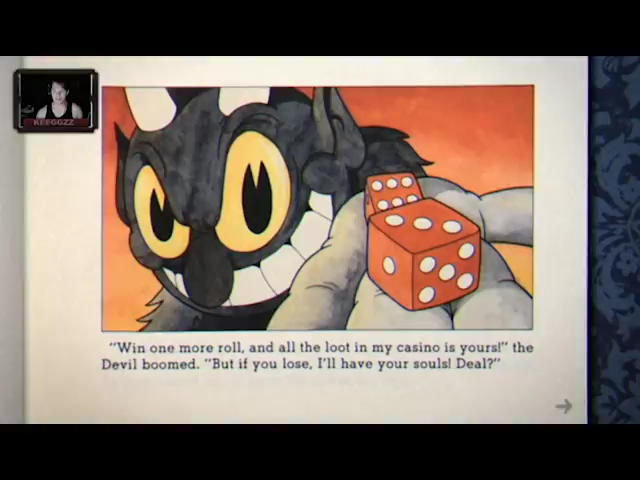 KEEGGZZ
"Win one more roll, and all the loot in my casino is yours!" the
Devil boomed. "But if you lose, I'll have your souls! Deal?"